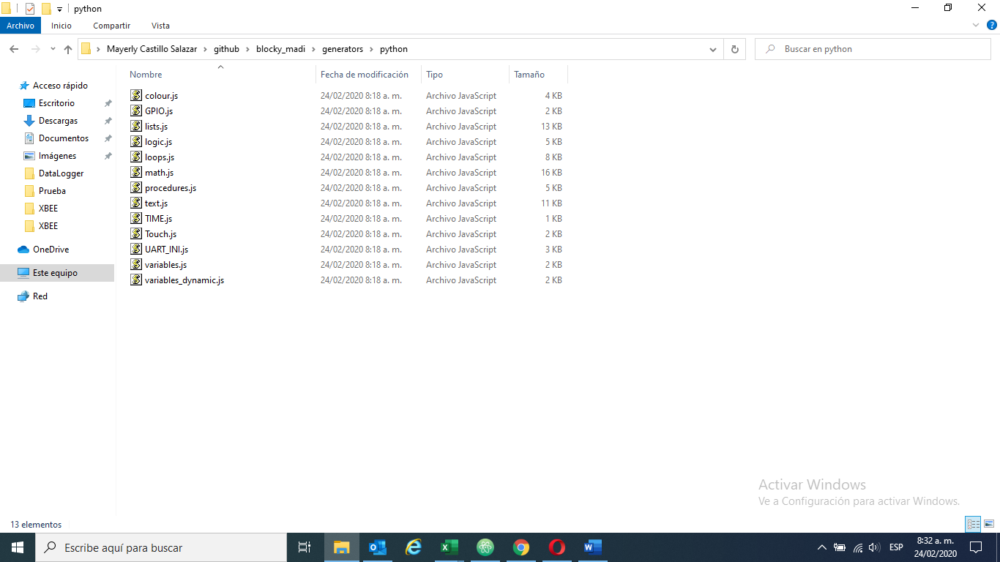 python
Archivo Inicio Compartir Vista
Mayerly Castillo Salazar › github › blocky_madi › generators › python
Buscar en python
Nombre Fecha de modificación Tipo Tamaño
Acceso rápido
Escritorio
Descargas
Documentos
Imágenes
DataLogger
Prueba
XBEE
XBEE
OneDrive
Este equipo
Red
colour.js 24/02/2020 8:18 a. m. Archivo JavaScript 4 KB
GPIO.js 24/02/2020 8:18 a. m. Archivo JavaScript 2 KB
lists.js 24/02/2020 8:18 a. m. Archivo JavaScript 13 KB
logic.js 24/02/2020 8:18 a. m. Archivo JavaScript 5 KB
loops.js 24/02/2020 8:18 a. m. Archivo JavaScript 8 KB
math.js 24/02/2020 8:18 a. m. Archivo JavaScript 16 KB
procedures.js 24/02/2020 8:18 a. m. Archivo JavaScript 5 KB
text.js 24/02/2020 8:18 a. m. Archivo JavaScript 11 KB
TIME.js 24/02/2020 8:18 a. m. Archivo JavaScript 1 KB
Touch.js 24/02/2020 8:18 a. m. Archivo JavaScript 2 KB
UART_INI.js 24/02/2020 8:18 a. m. Archivo JavaScript 3 KB
variables.js 24/02/2020 8:18 a. m. Archivo JavaScript 2 KB
variables_dynamic.js 24/02/2020 8:18 a. m. Archivo JavaScript 2 KB
Activar Windows
Ve a Configuración para activar Windows.
13 elementos
Escribe aquí para buscar
ESP
8:32 a. m.
24/02/2020